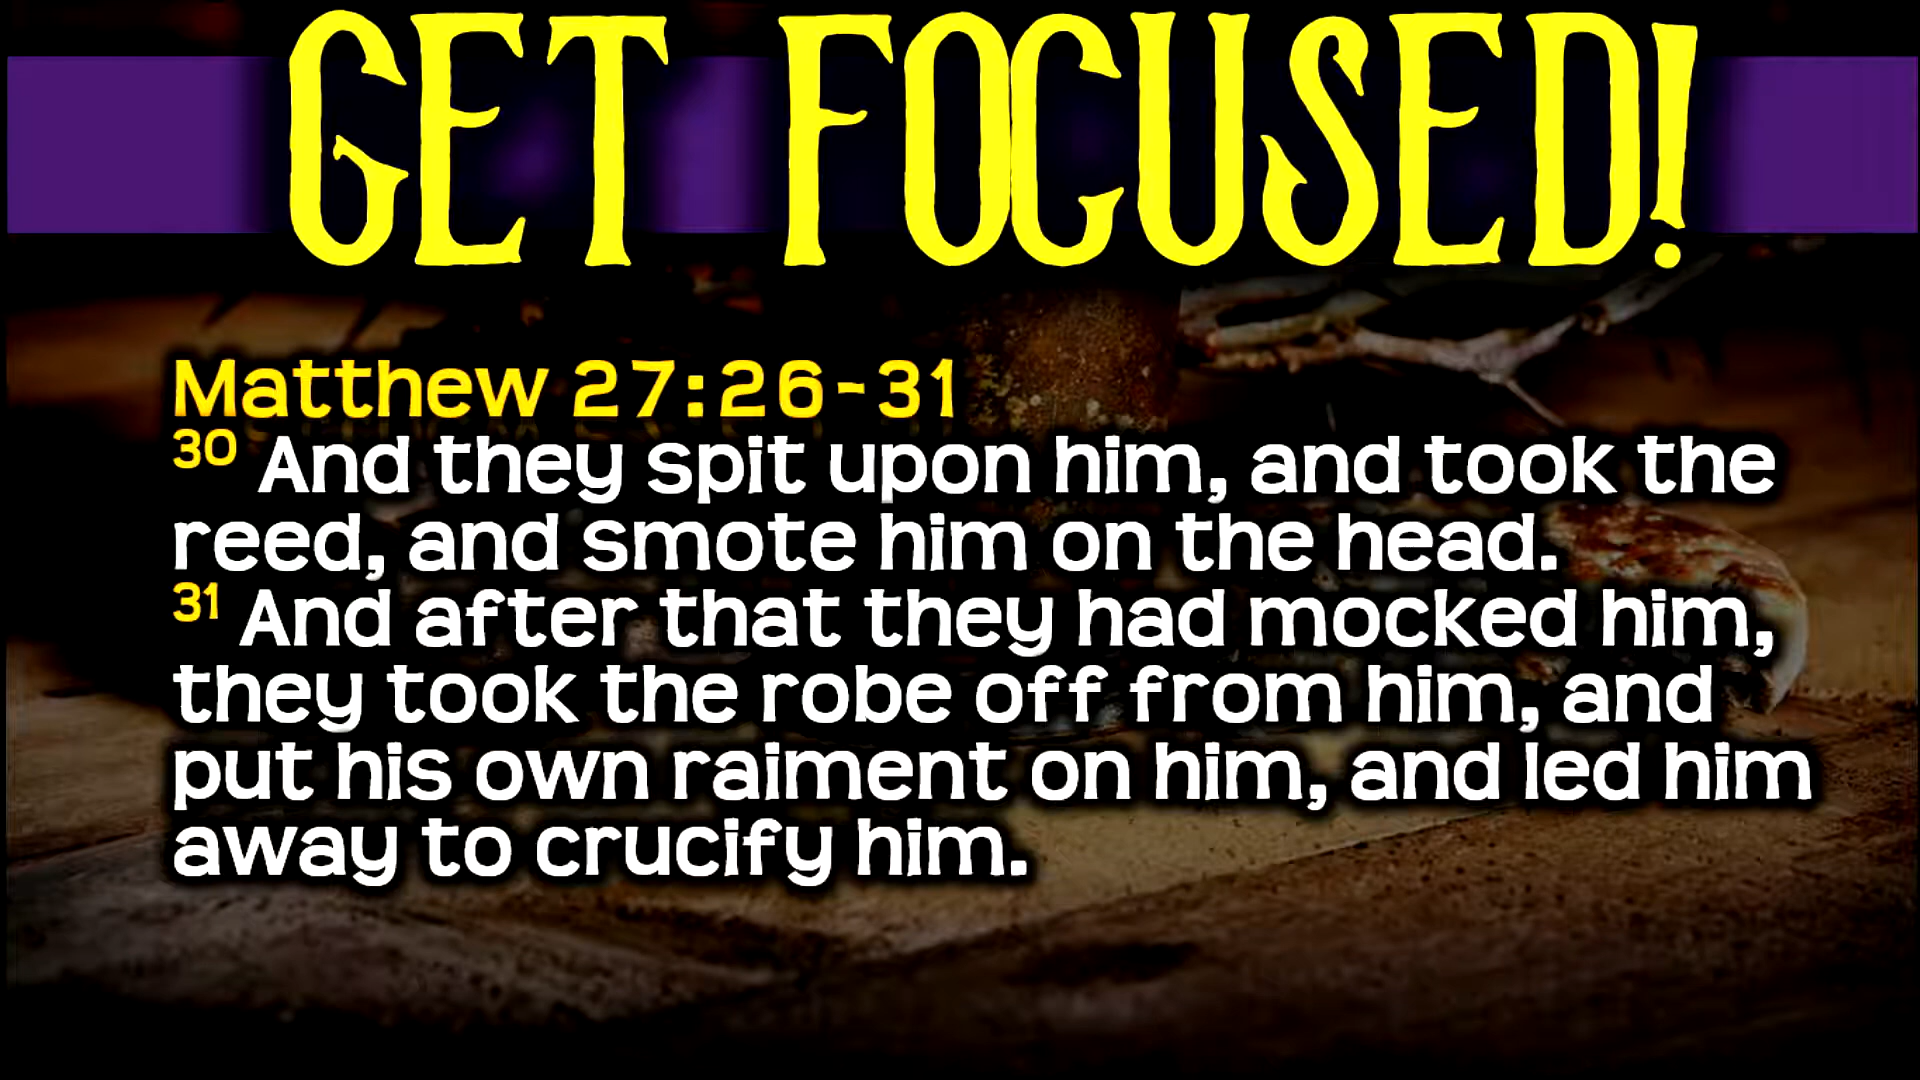 GET FOCUSED!
Matthew 27:26-31
30 And they spit upon him, and took the
reed, and smote him on the head.
31 And after that they had mocked him,
they took the robe off from him, and
put his own raiment on him, and led him
away to crucify him.